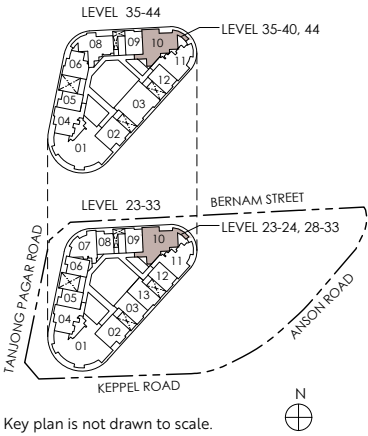 LEVEL 35-44
LEVEL 35-40, 44
08
09
10
11
06
12
05
03
04
02
01
LEVEL 23-33
BERNAM STREET
LEVEL 23-24, 28-33
TANJONG PAGAR ROAD
07
08
09
10
11
06
12
05
13
03
04
02
01
ANSON ROAD
KEPPEL ROAD
N
Key plan is not drawn to scale.